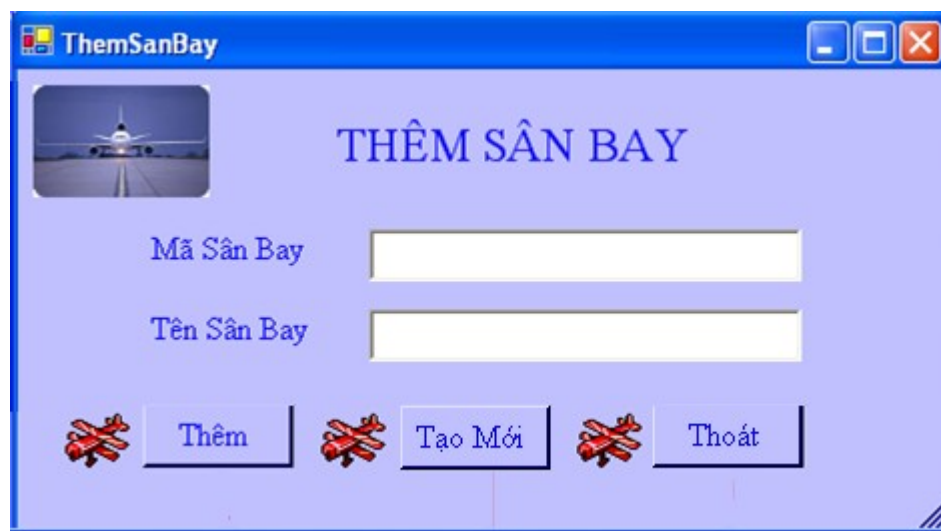 ThemSanBay
THÊM SÂN BAY
Mã Sân Bay
Tên Sân Bay
Thêm Tạo Mới Thoát